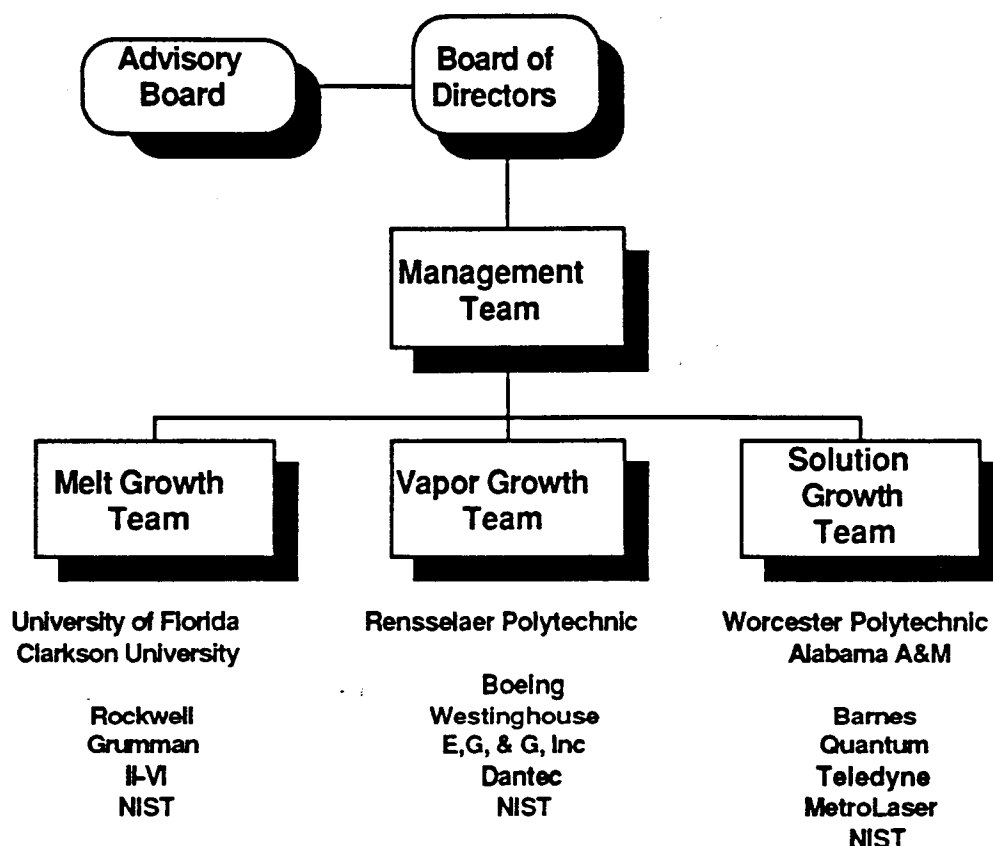 Advisory
Board
Board of
Directors
Management
Team
Melt Growth
Team
Vapor Growth
Team
Solution
Growth
Team
University of Florida
Clarkson University
Rockwell
Grumman
II-VI
NIST
Rensselaer Polytechnic
Boeing
Westinghouse
E,G, & G, Inc
Dantec
NIST
Worcester Polytechnic
Alabama A&M
Barnes
Quantum
Teledyne
MetroLaser
NIST